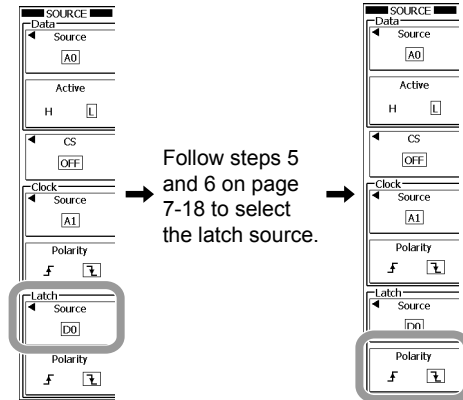 SOURCE
Data
Source
A0
Active
H L
CS
OFF
Clock
Source
A1
Polarity
Latch
Source
D0
Polarity
Follow steps 5
and 6 on page
7-18 to select
the latch source.
SOURCE
Data
Source
A0
Active
H L
CS
OFF
Clock
Source
A1
Polarity
Latch
Source
D0
Polarity